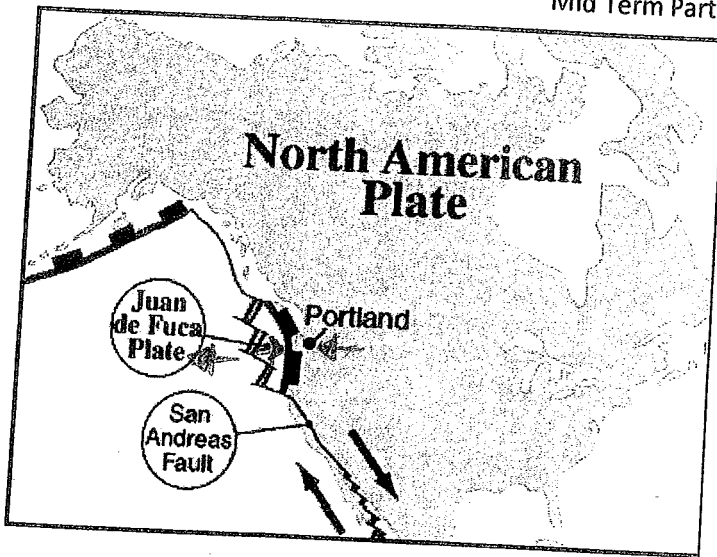 Mid Term Part
North American
Plate
Juan
de Fuca
Plate
Portland
San
Andreas
Fault